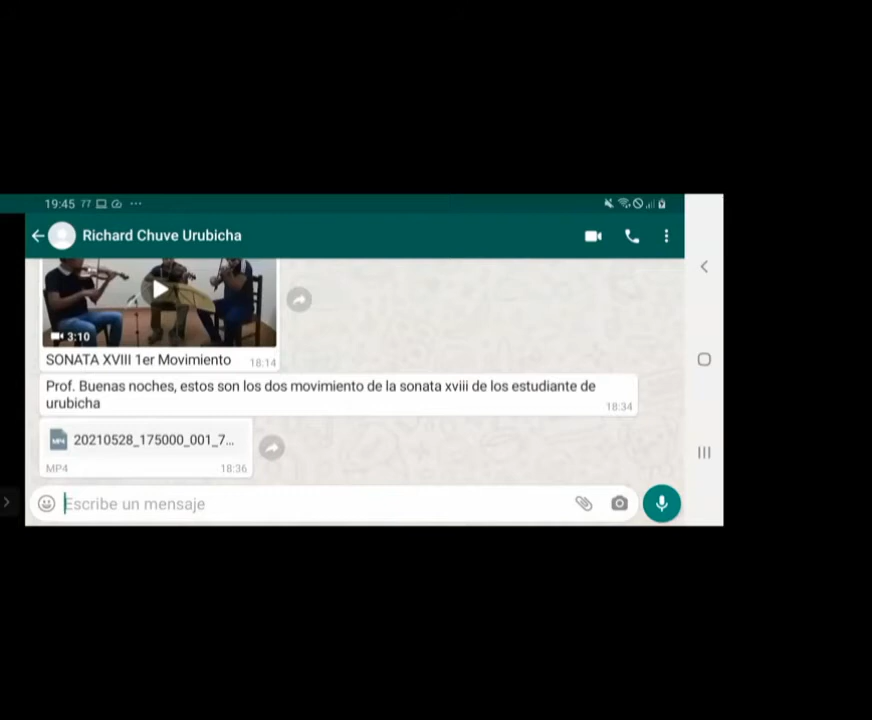 19:45 77 ...
Richard Chuve Urubicha
3:10
SONATA XVIII 1er Movimiento 18:14
Prof. Buenas noches, estos son los dos movimiento de la sonata xviii de los estudiante de
urubicha
18:34
MP4 20210528_175000_001_7...
MP4 18:36
Escribe un mensaje